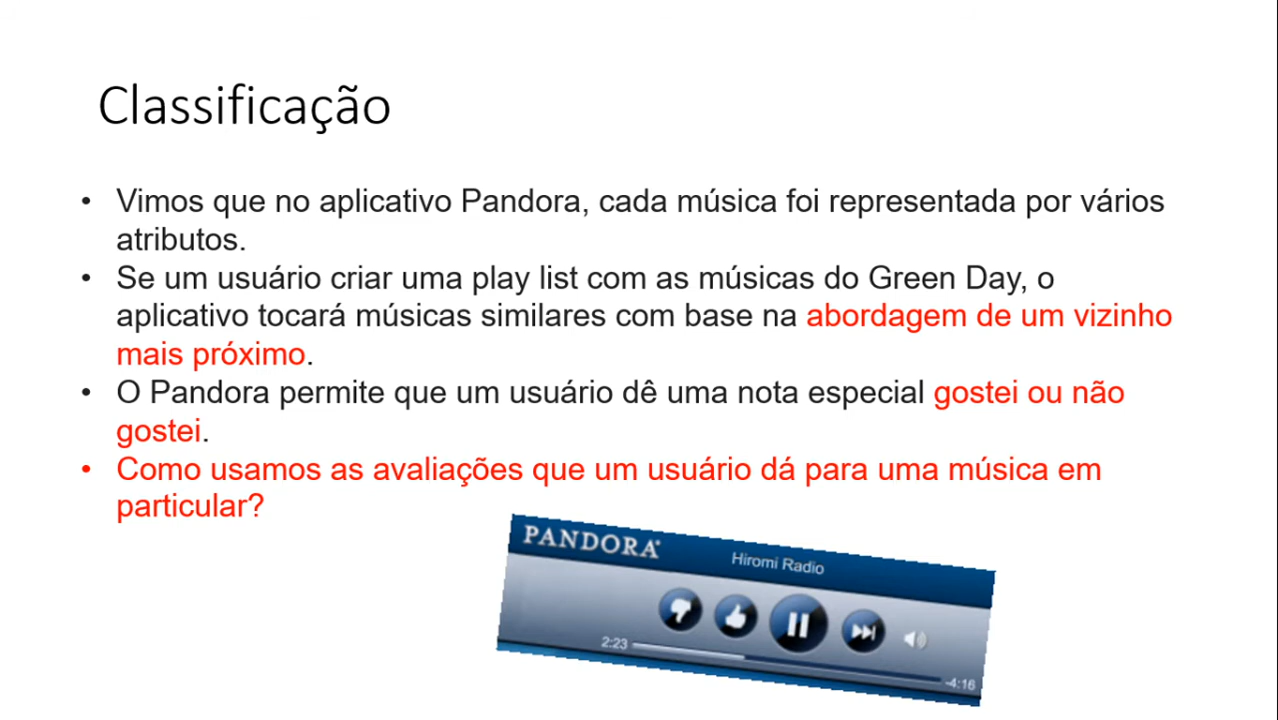 Classificação
• Vimos que no aplicativo Pandora, cada música foi representada por vários
atributos.
• Se um usuário criar uma play list com as músicas do Green Day, o
aplicativo tocará músicas similares com base na abordagem de um vizinho
mais próximo.
• O Pandora permite que um usuário dê uma nota especial gostei ou não
gostei.
• Como usamos as avaliações que um usuário dá para uma música em
particular?
PANDORA®
Hiromi Radio
2:23
-4:16